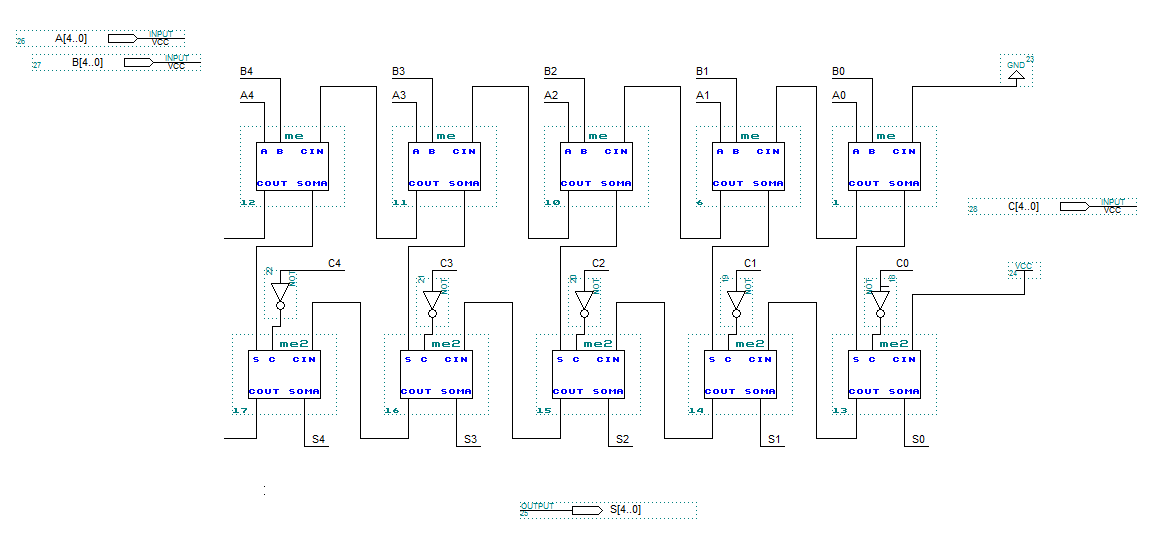 26 A[4..0] INPUT VCC
27 B[4..0] INPUT VCC
GND 23
B4 B3 B2 B1 B0
A4 A3 A2 A1 A0
me me me me me
A B CIN A B CIN A B CIN A B CIN A B CIN
COUT SOMA COUT SOMA COUT SOMA COUT SOMA COUT SOMA
12 11 10 6 1
28 C[4..0] INPUT VCC
C4 C3 C2 C1 C0
VCC 24
22 NOT 21 NOT 20 NOT 19 NOT NOT 18
me2 me2 me2 me2 me2
S C CIN S C CIN S C CIN S C CIN S C CIN
COUT SOMA COUT SOMA COUT SOMA COUT SOMA COUT SOMA
17 16 15 14 13
S4 S3 S2 S1 S0
:
OUTPUT 25 S[4..0]